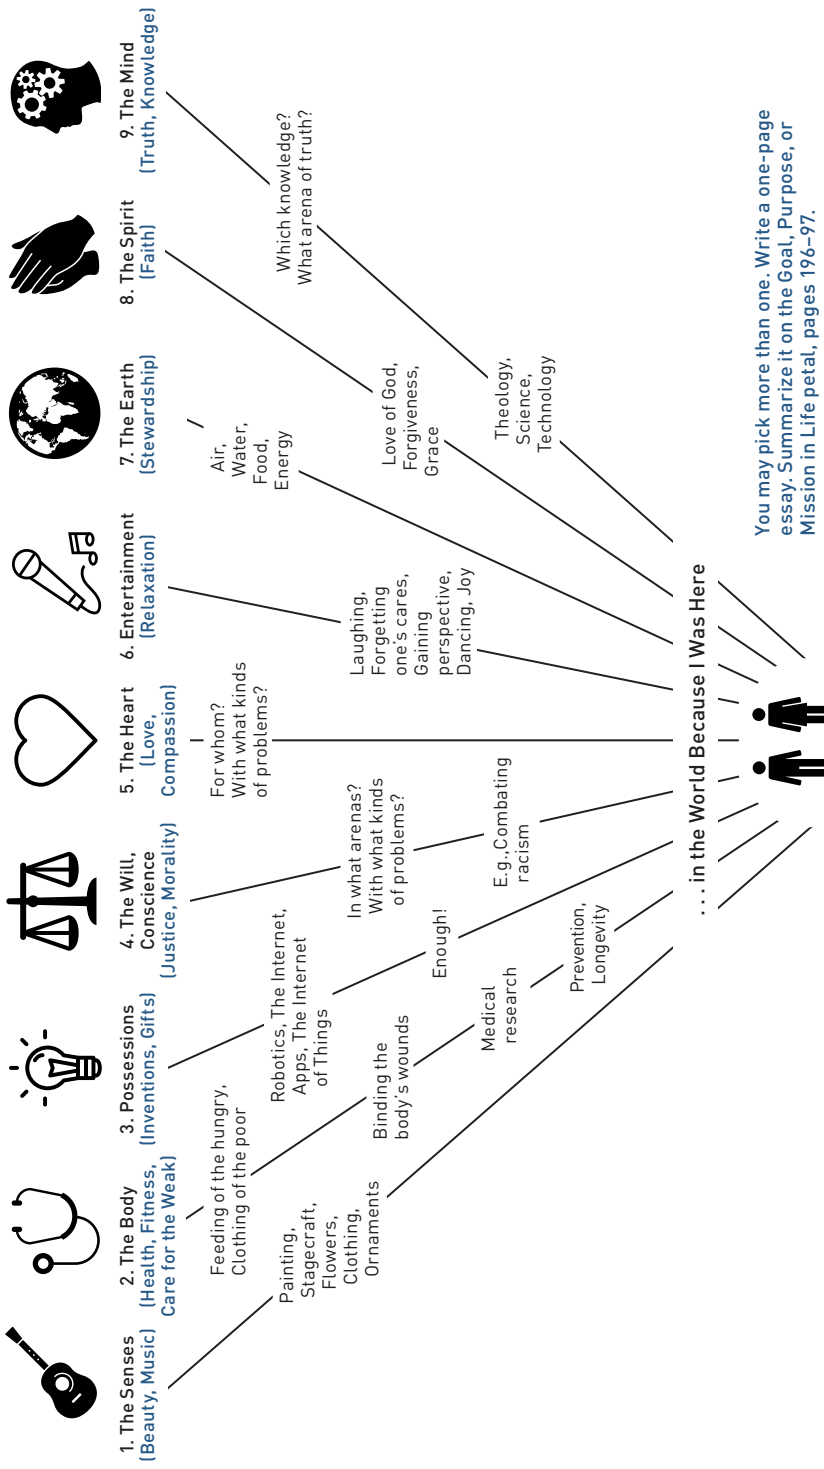 1. The Senses
(Beauty, Music)
2. The Body
(Health, Fitness,
Care for the Weak)
3. Possessions
(Inventions, Gifts)
4. The Will,
Conscience
(Justice, Morality)
5. The Heart
(Love,
Compassion)
6. Entertainment
(Relaxation)
7. The Earth
(Stewardship)
8. The Spirit
(Faith)
9. The Mind
(Truth, Knowledge)
Painting,
Stagecraft,
Flowers,
Clothing,
Ornaments
Feeding of the hungry,
Clothing of the poor
Binding the
body's wounds
Medical
research
Prevention,
Longevity
Robotics, The Internet,
Apps, The Internet
of Things
Enough!
In what arenas?
With what kinds
of problems?
E.g.,Combating
racism
For whom?
With what kinds
of problems?
Laughing,
Forgetting
one's cares,
Gaining
perspective,
Dancing, Joy
Air,
Water,
Food,
Energy
Love of God,
Forgiveness,
Grace
Which knowledge?
What arena of truth?
Theology,
Science,
Technology
. . . in the World Because I Was Here
You may pick more than one. Write a one-page
essay. Summarize it on the Goal, Purpose, or
Mission in Life petal, pages 196–97.